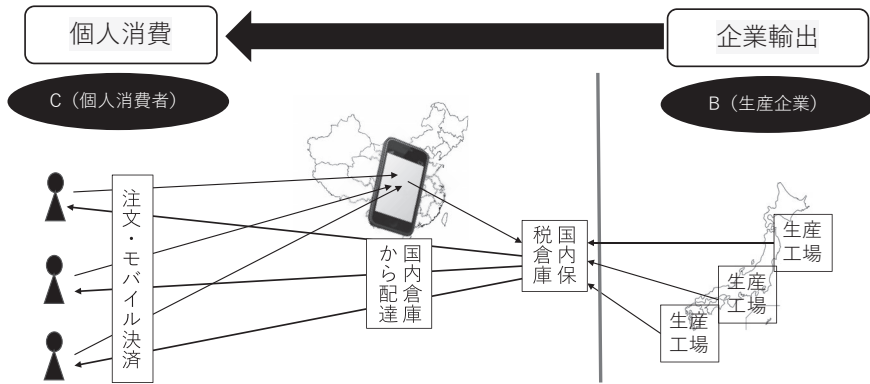 個人消費
企業輸出
C（個人消費者）
B（生産企業）
注文・モバイル決済
国内倉庫
から配達
国内保
税倉庫
生産
工場
生産
工場
生産
工場